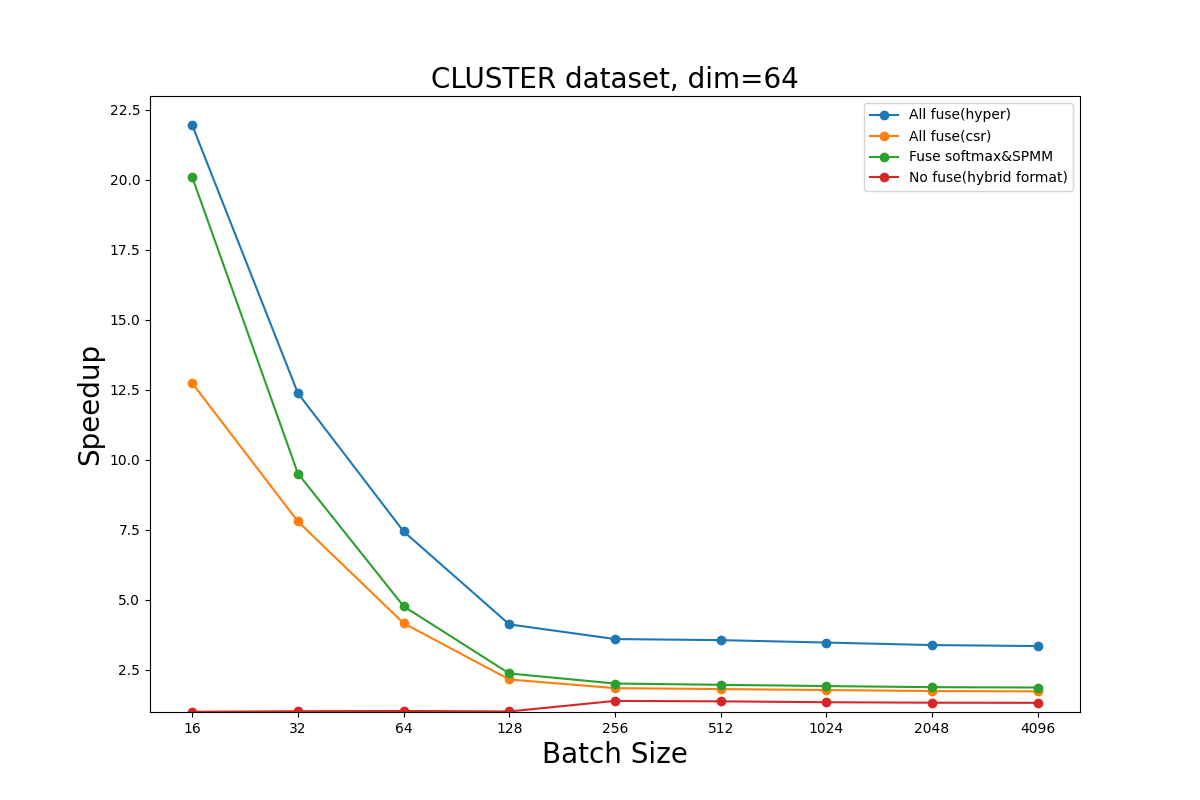 CLUSTER dataset, dim=64
22.5
20.0
17.5
15.0
12.5
10.0
7.5
5.0
2.5
Speedup
All fuse(hyper)
All fuse(csr)
Fuse softmax&SPMM
No fuse(hybrid format)
16 32 64 128 256 512 1024 2048 4096
Batch Size